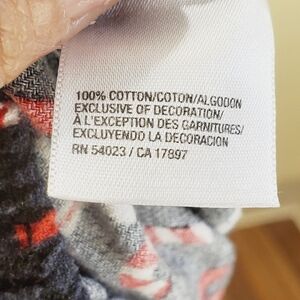 100% COTTON/COTON/ALGODON
EXCLUSIVE OF DECORATION/
À L'EXCEPTION DES GARNITURES/
EXCLUYENDO LA DECORACION
RN 54023 / CA 17897